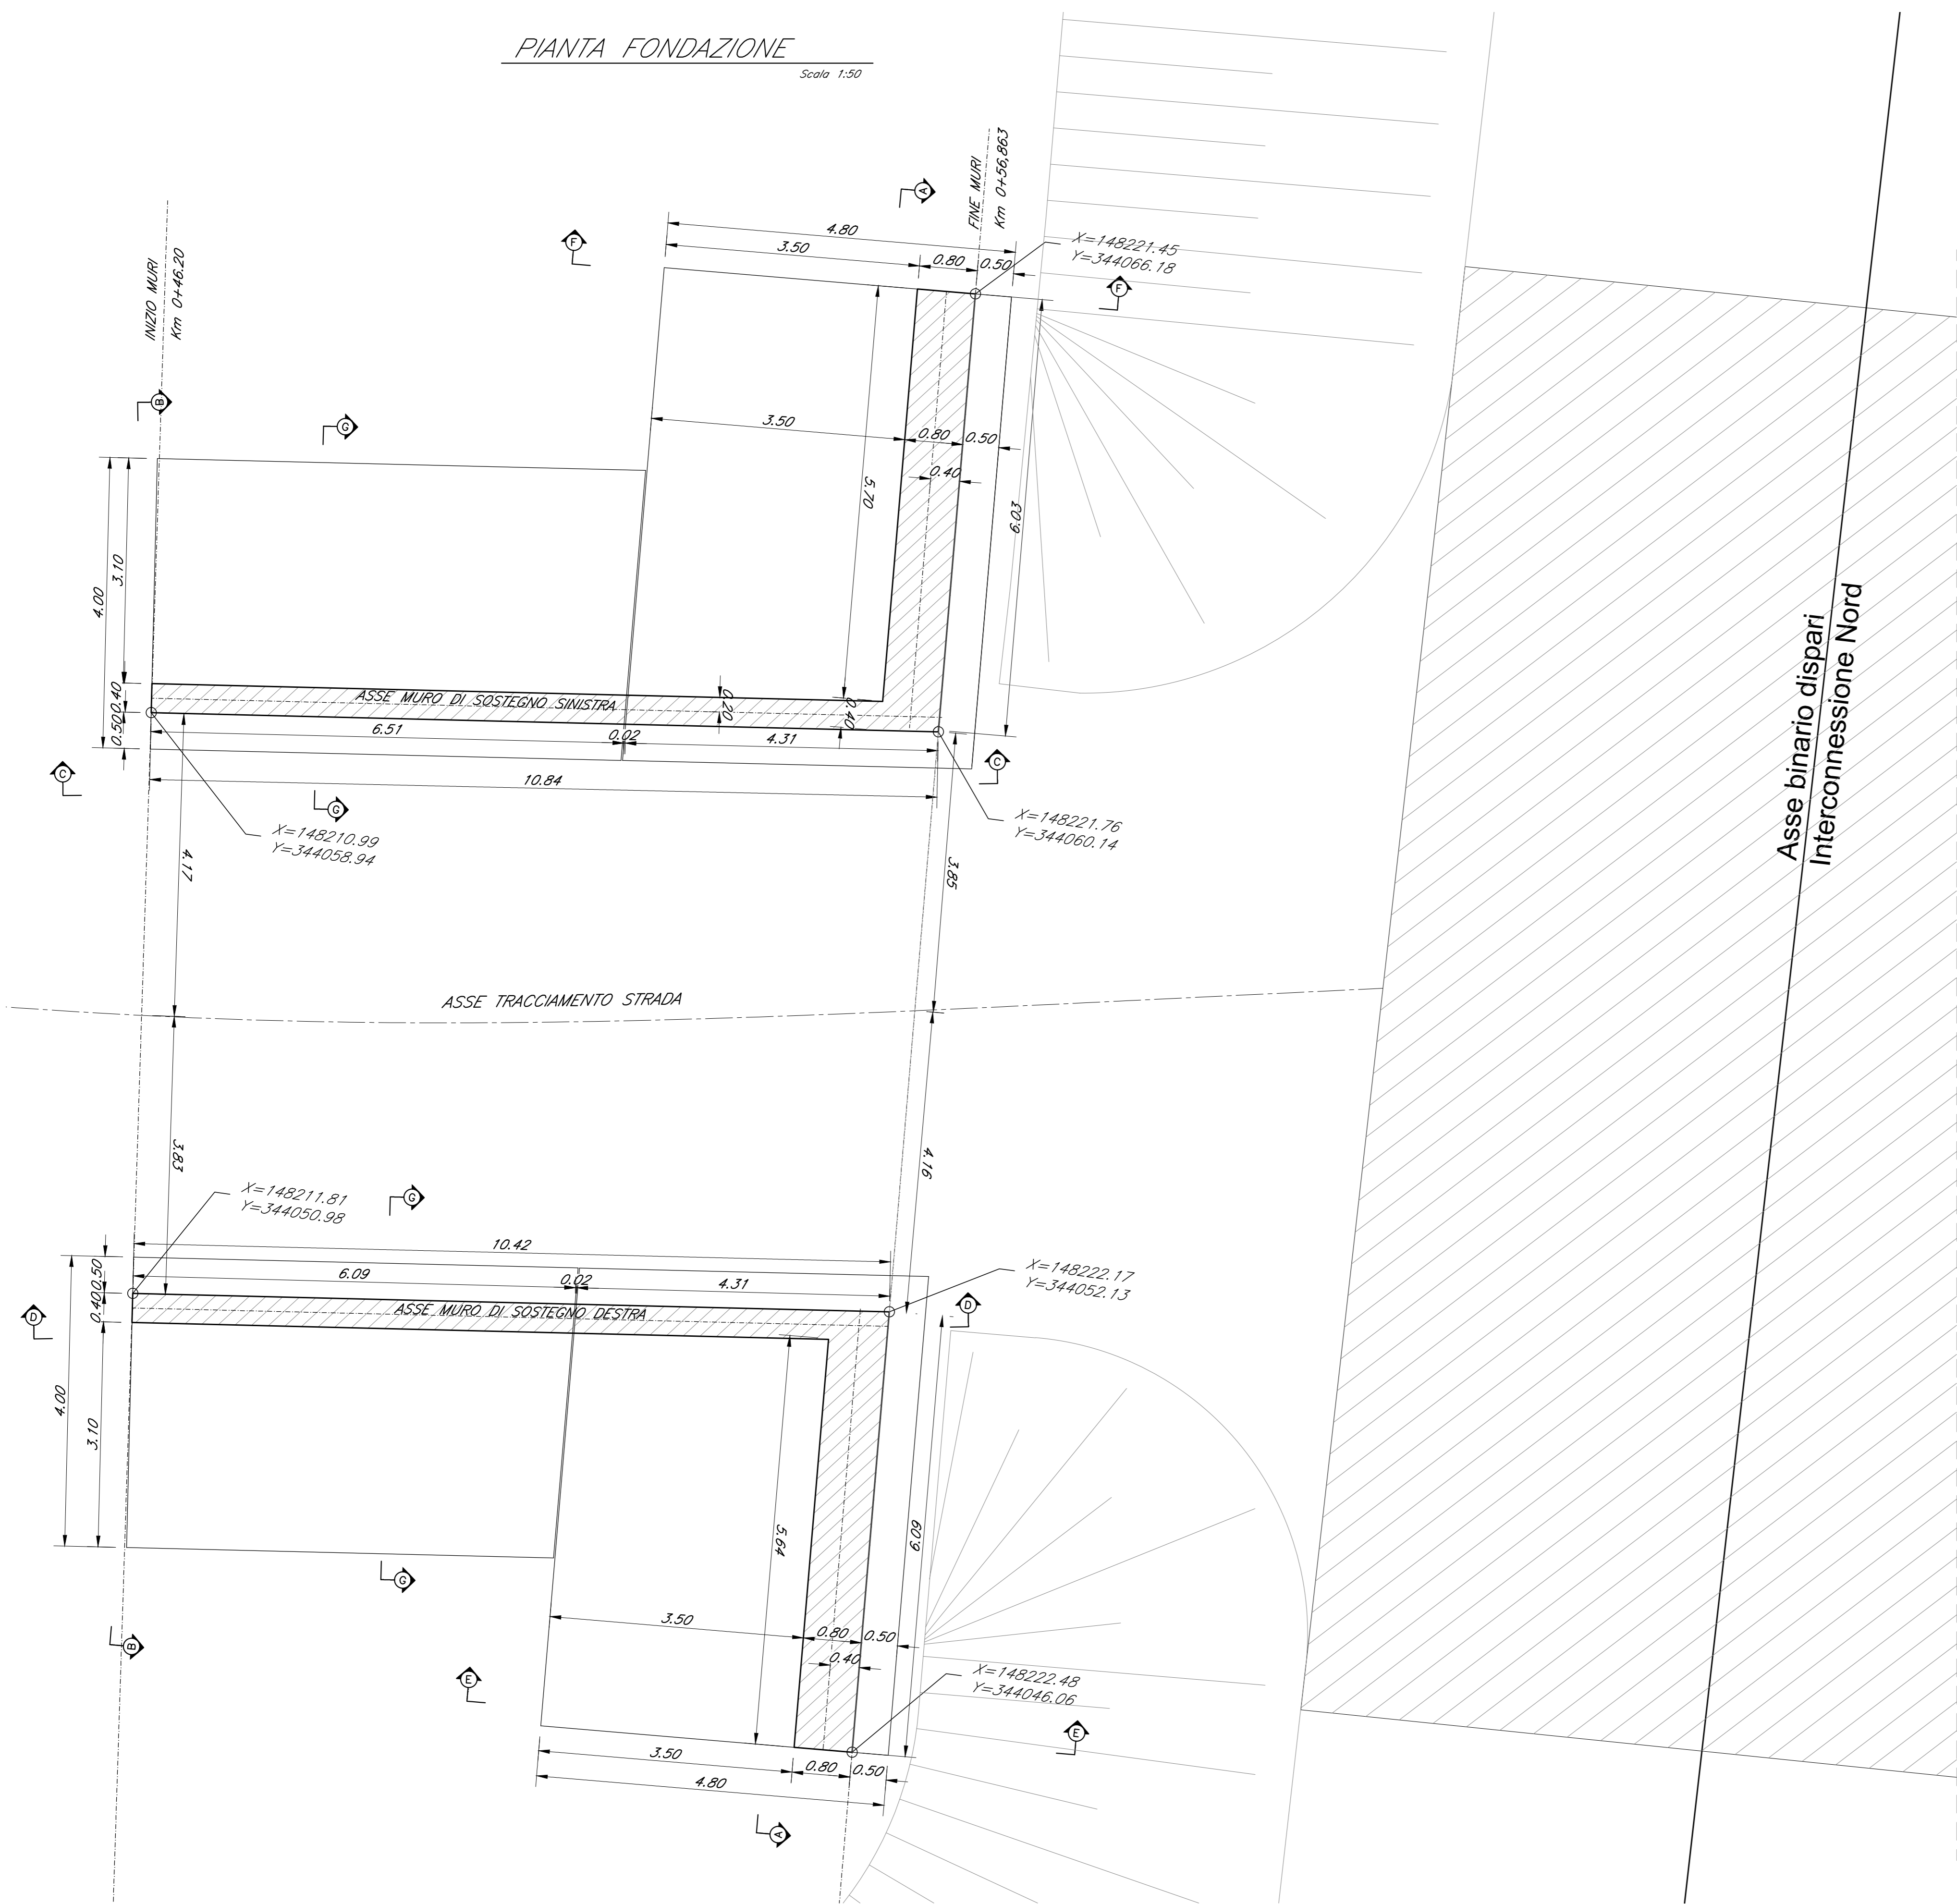 PIANTA FONDAZIONE
Scala 1:50
INIZIO MURI
Km 0+46.20
FINE MURI
Km 0+56,863
A
F
4.80
3.50
0.80
0.50
X=148221.45
Y=344066.18
F
B
G
3.50
0.80
0.50
0.40
5.70
6.03
4.00
3.10
0.40
0.50
ASSE MURO DI SOSTEGNO SINISTRA
0.20
0.40
6.51
0.02
4.31
10.84
C
C
G
X=148210.99
Y=344058.94
X=148221.76
Y=344060.14
4.17
3.85
ASSE TRACCIAMENTO STRADA
3.83
4.16
X=148211.81
Y=344050.98
G
10.42
6.09
0.02
4.31
X=148222.17
Y=344052.13
0.50
0.40
4.00
3.10
ASSE MURO DI SOSTEGNO DESTRA
D
D
5.64
6.09
G
B
3.50
0.80
0.50
0.40
E
X=148222.48
Y=344046.06
E
3.50
0.80
0.50
4.80
A
Asse binario dispari
Interconnessione Nord